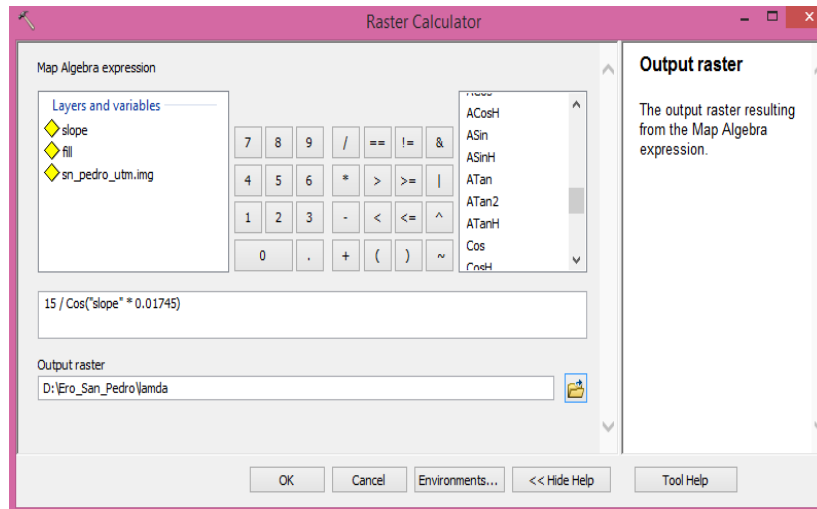 Raster Calculator
Map Algebra expression
Layers and variables
slope
fill
sn_pedro_utm.img
7 8 9 / == != &
4 5 6 * > >= |
1 2 3 - < <= ^
0 . + ( ) ~
ACosH
ASin
ASinH
ATan
ATan2
ATanH
Cos
CosH
15 / Cos("slope" * 0.01745)
Output raster
D:\Ero_San_Pedro\lamda
OK
Cancel
Environments...
<< Hide Help
Tool Help
Output raster
The output raster resulting
from the Map Algebra
expression.